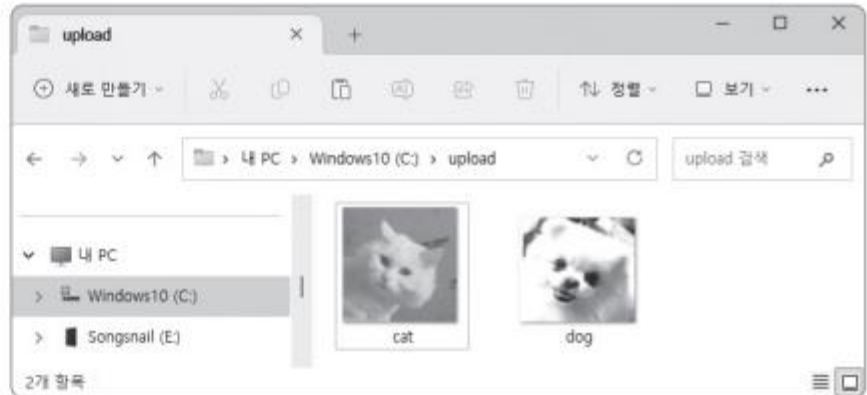 upload
새로 만들기
정렬
보기
내 PC > Windows10 (C:) > upload
upload 검색
내 PC
Windows10 (C:)
Songsnail (E:)
cat
dog
2개 항목